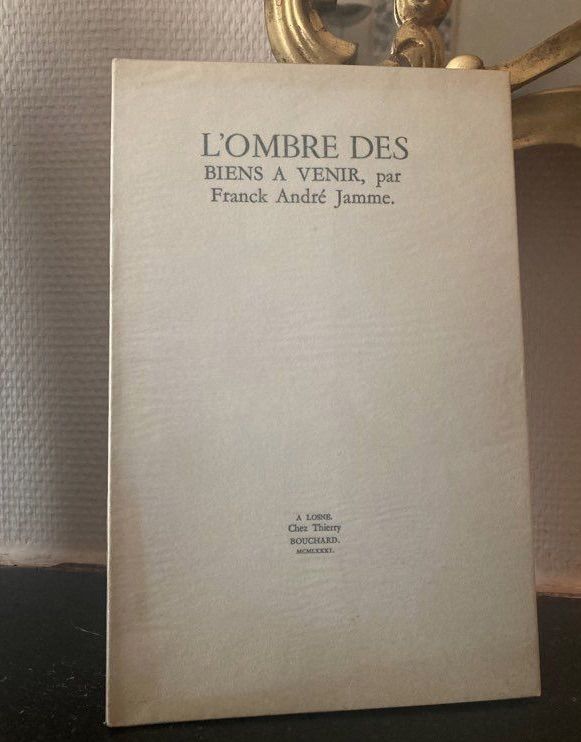 L'OMBRE DES
BIENS A VENIR, par
Franck André Jamme.
A LOSNE.
Chez Thierry
BOUCHARD.
MCMLXXXI.